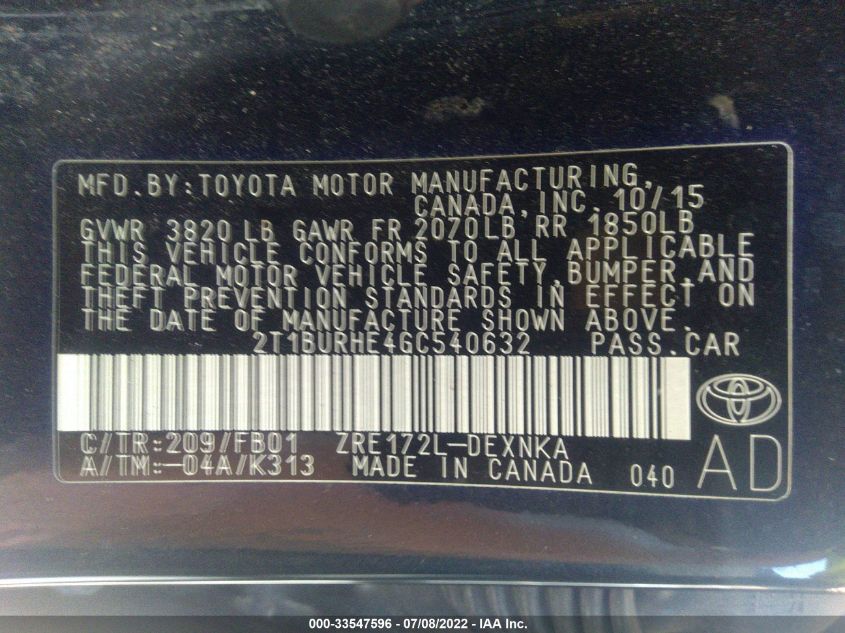 MFD. BY: TOYOTA MOTOR MANUFACTURING,
CANADA, INC. 10/15
GVWR 3820 LB GAWR FR 2070LB, RR 1850LB
THIS VEHICLE CONFORMS TO ALL APPLICABLE
FEDERAL MOTOR VEHICLE SAFETY, BUMPER, AND
THEFT PREVENTION STANDARDS IN EFFECT ON
THE DATE OF MANUFACTURE SHOWN ABOVE.
2T1BURHE4GC540632 PASS. CAR
C/TR: 209/FB01 ZRE172L-DEXNKA
A/TM: -04A/K313 MADE IN CANADA 040
AD
000-33547596 - 07/08/2022 - IAA Inc.